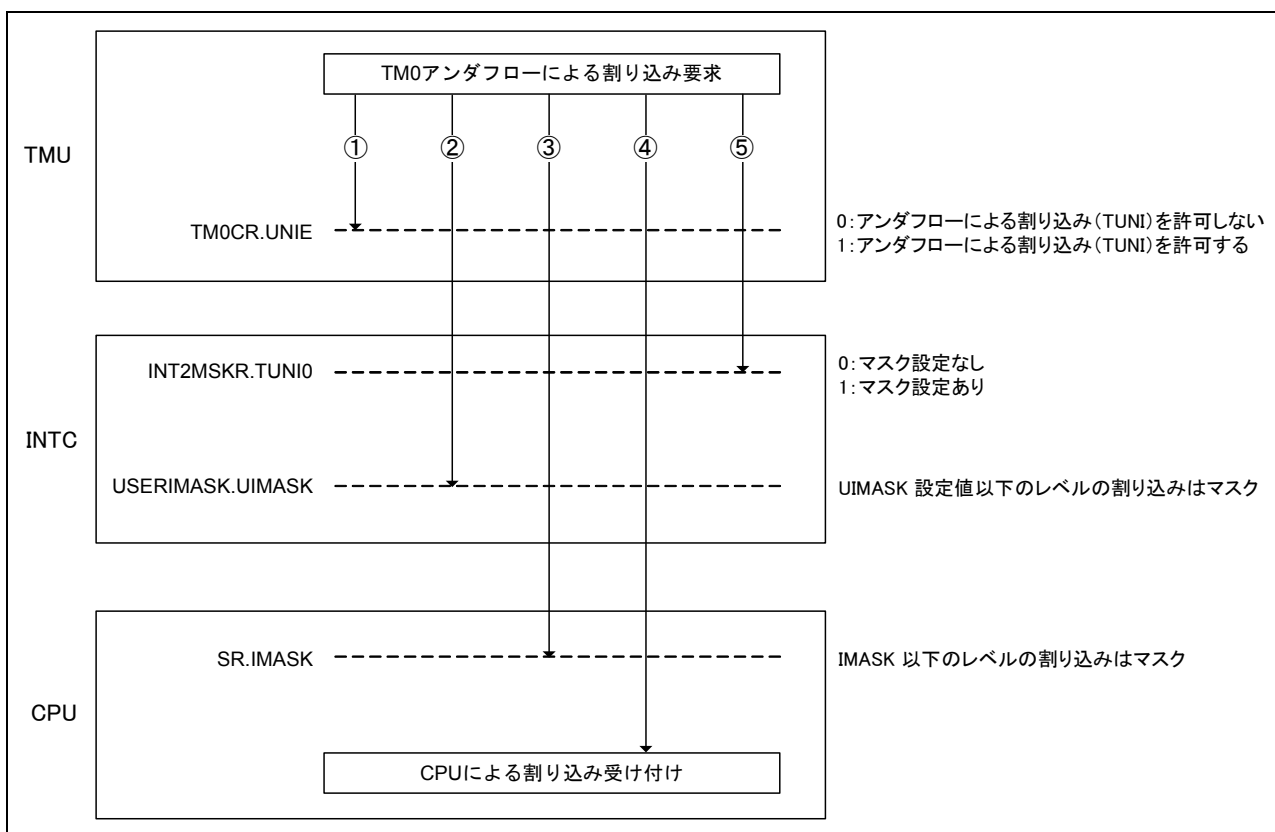 TMU
TM0アンダフローによる割り込み要求
① ② ③ ④ ⑤
TM0CR.UNIE
0：アンダフローによる割り込み（TUNI）を許可しない
1：アンダフローによる割り込み（TUNI）を許可する
INTC
INT2MSKR.TUNI0
0：マスク設定なし
1：マスク設定あり
USERIMASK.UIMASK
UIMASK 設定値以下のレベルの割り込みはマスク
CPU
SR.IMASK
IMASK 以下のレベルの割り込みはマスク
CPUによる割り込み受け付け